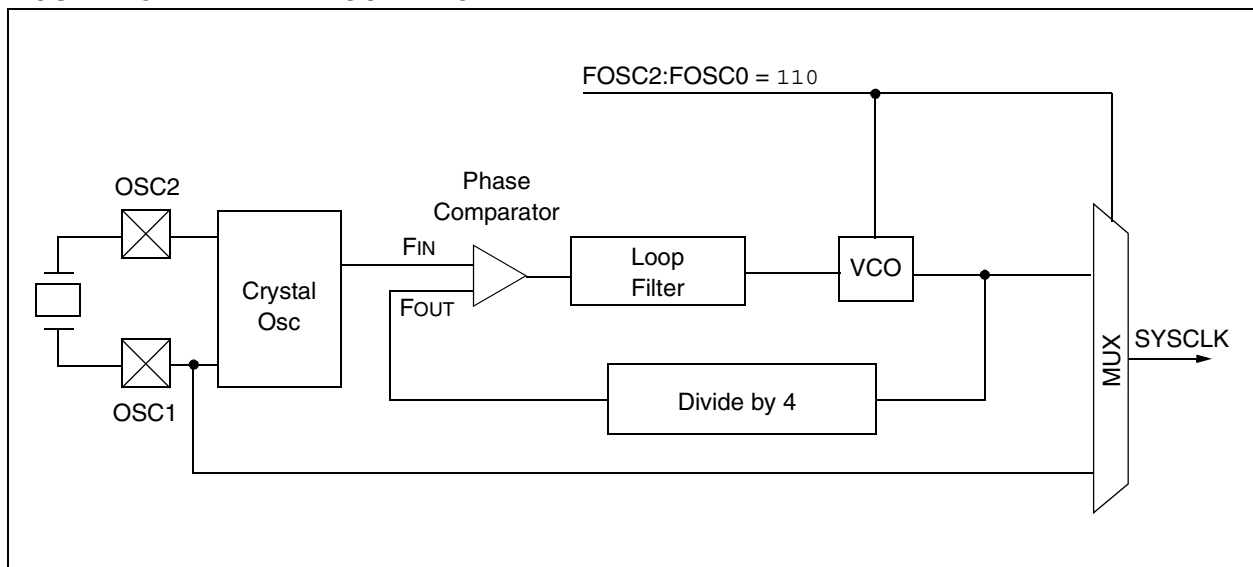 FOSC2:FOSC0 = 110
OSC2
Phase
Comparator
FIN
Loop
Filter
VCO
Crystal
Osc
FOUT
MUX
SYSCLK
Divide by 4
OSC1